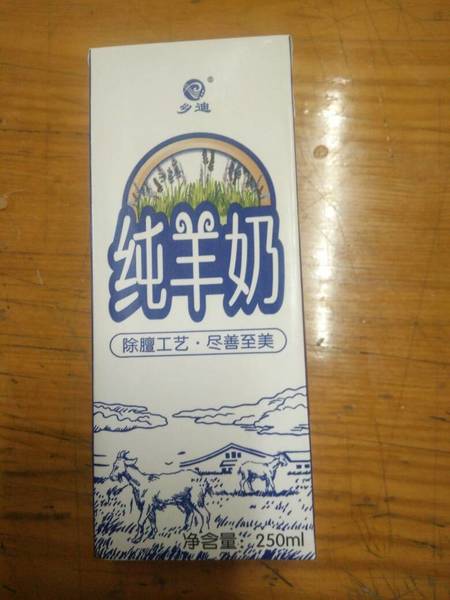 ®
乡迪
纯羊奶
除膻工艺·尽善至美
净含量：250ml